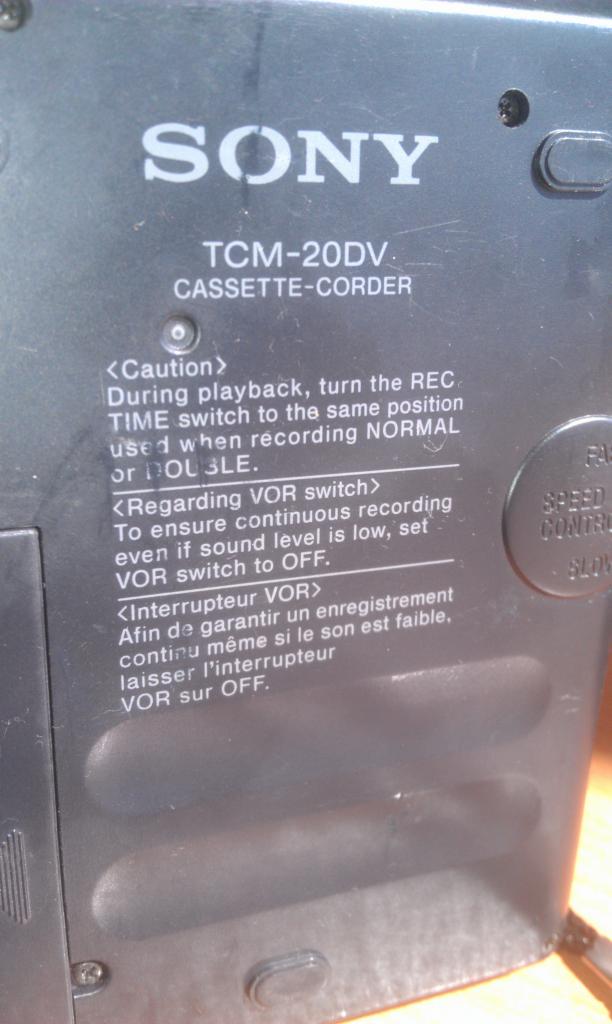 SONY
TCM-20DV
CASSETTE-CORDER
<Caution>
During playback, turn the REC
TIME switch to the same position
used when recording NORMAL
or DOUBLE.
<Regarding VOR switch>
To ensure continuous recording
even if sound level is low, set
VOR switch to OFF.
<Interrupteur VOR>
Afin de garantir un enregistrement
continu même si le son est faible,
laisser l'interrupteur
VOR sur OFF.
FA
SPEED
CONTRO
SLOW